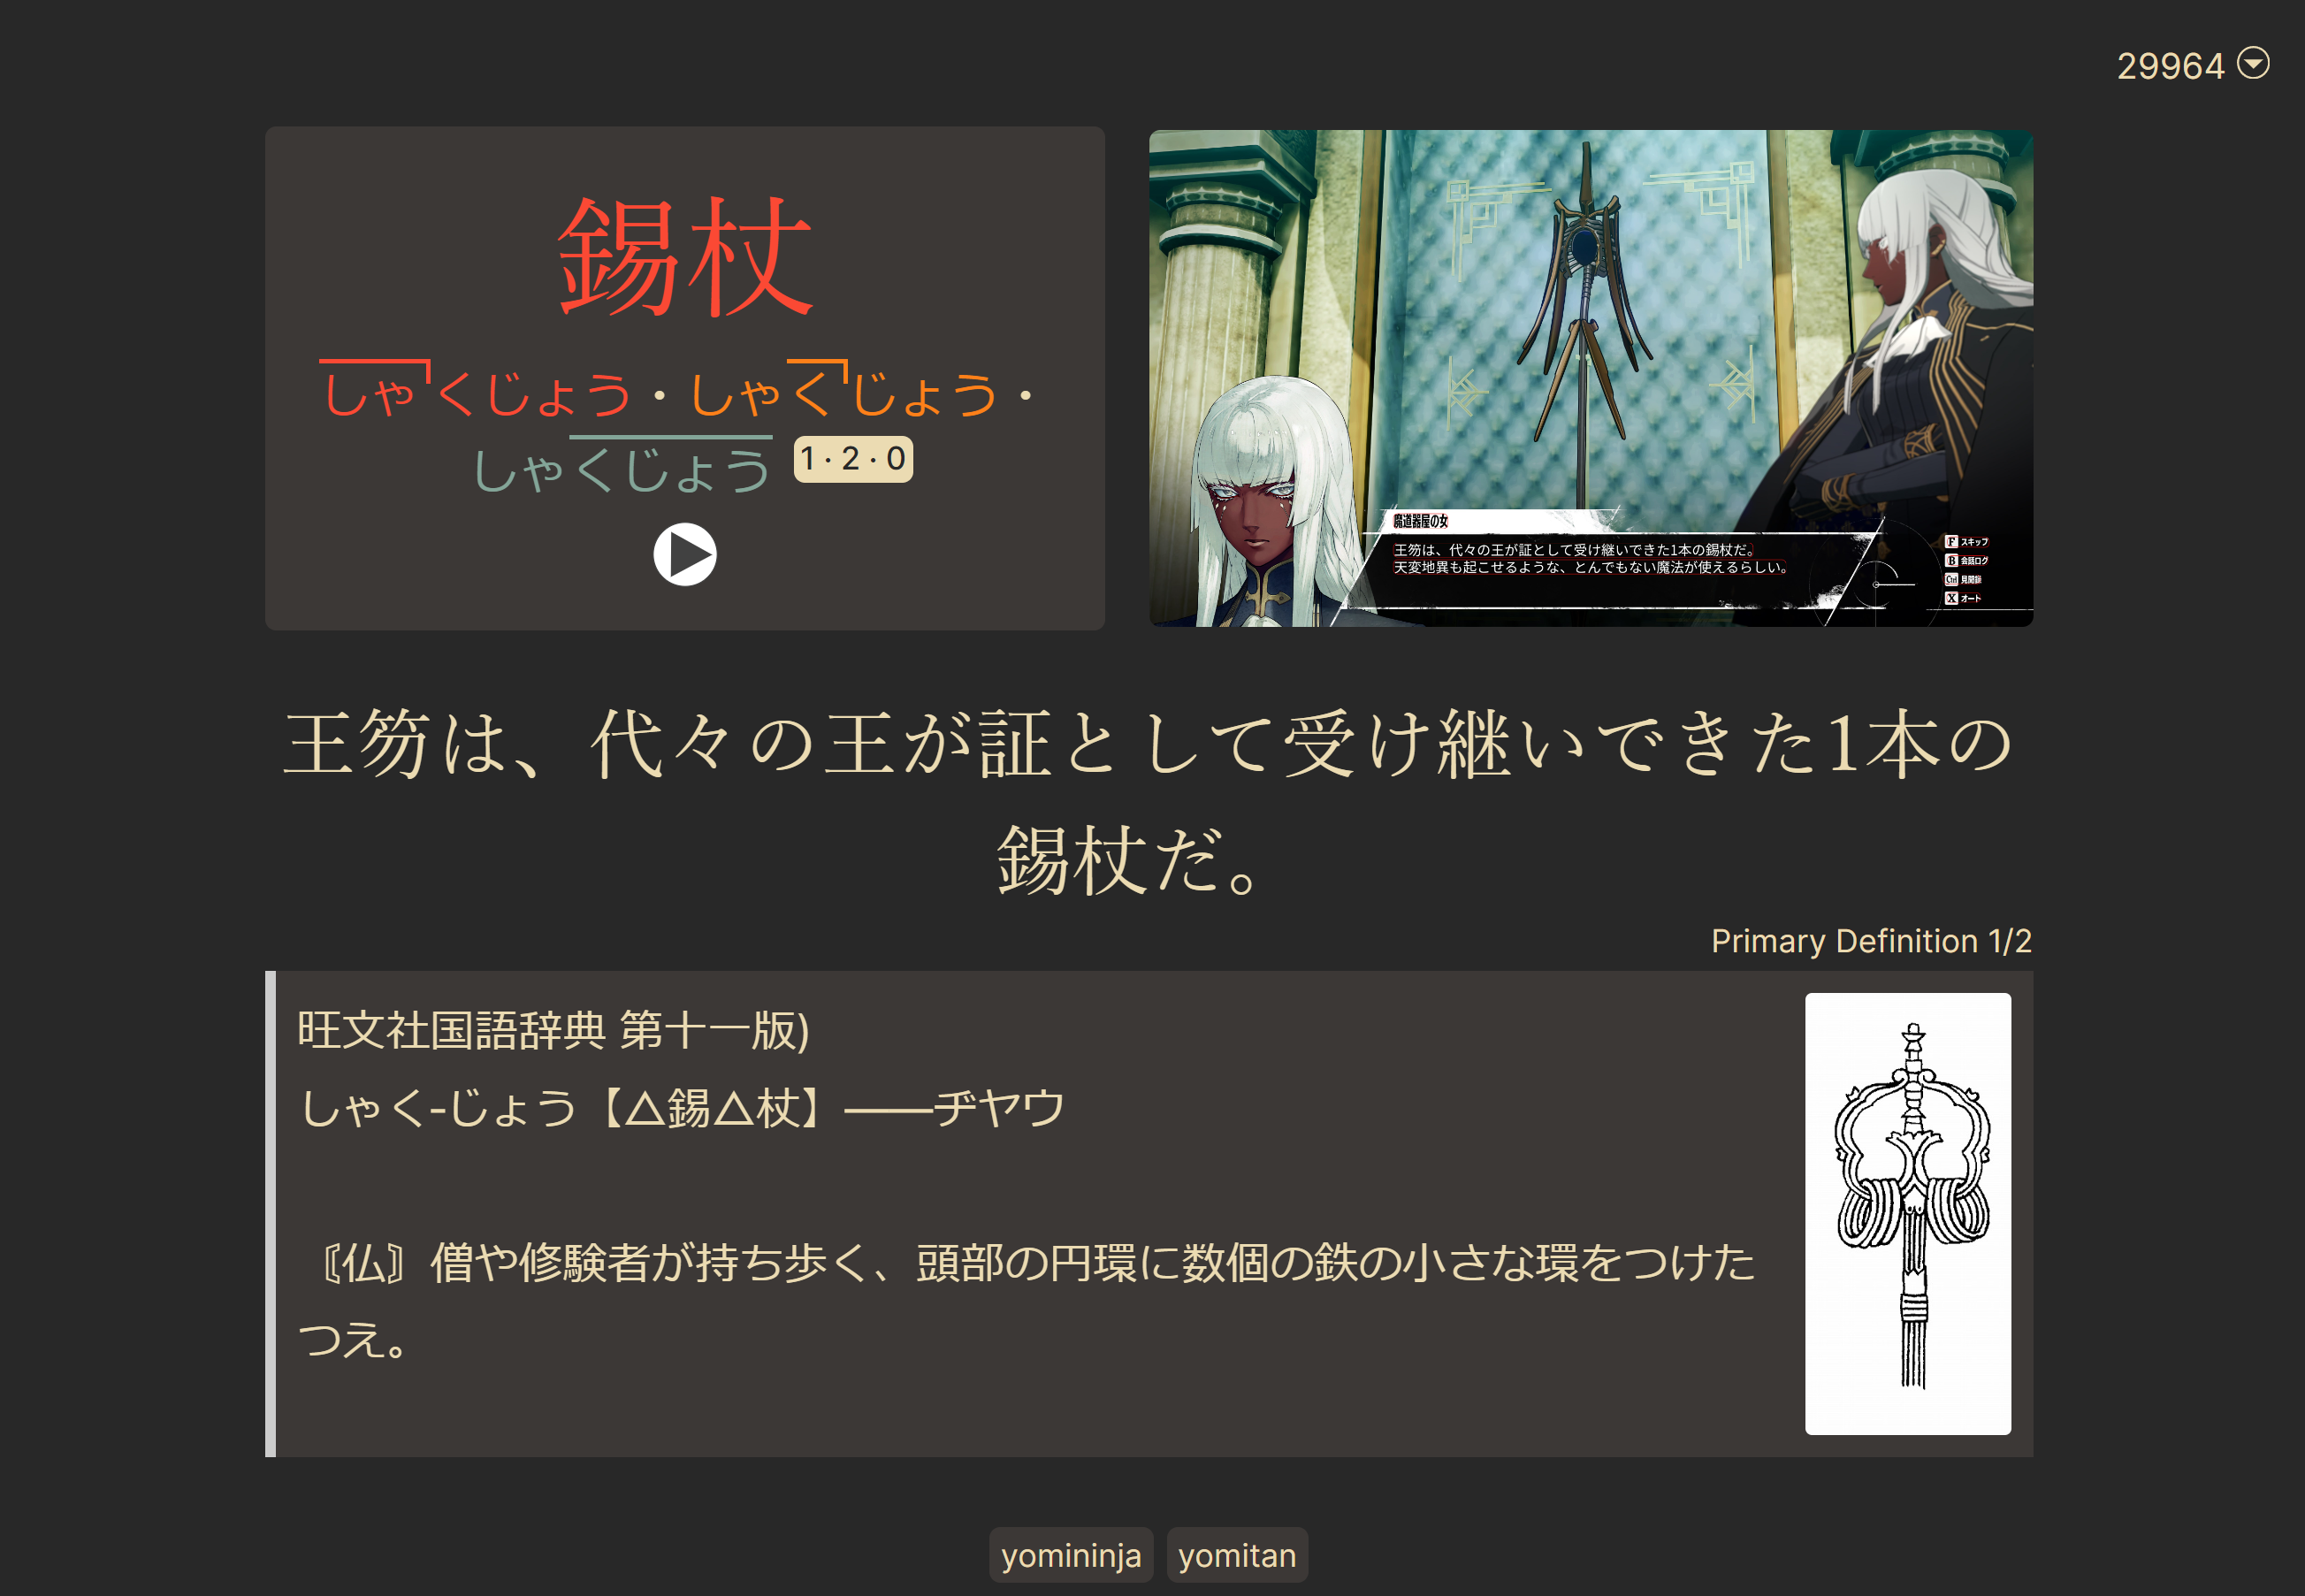 29964
錫杖
しゃくじょう・しゃくじょう・
しゃくじょう 1・2・0
魔道器屋の女
王笏は、代々の王が証として受け継いできた1本の錫杖だ。
天変地異も起こせるような、とんでもない魔法が使えるらしい。
F スキップ
B 会話ログ
Ctrl 見聞録
X オート
王笏は、代々の王が証として受け継いできた1本の
錫杖だ。
Primary Definition 1/2
旺文社国語辞典 第十一版)
しゃく-じょう【△錫△杖】――ヂヤウ
〘仏〙僧や修験者が持ち歩く、頭部の円環に数個の鉄の小さな環をつけた
つえ。
yomininja yomitan